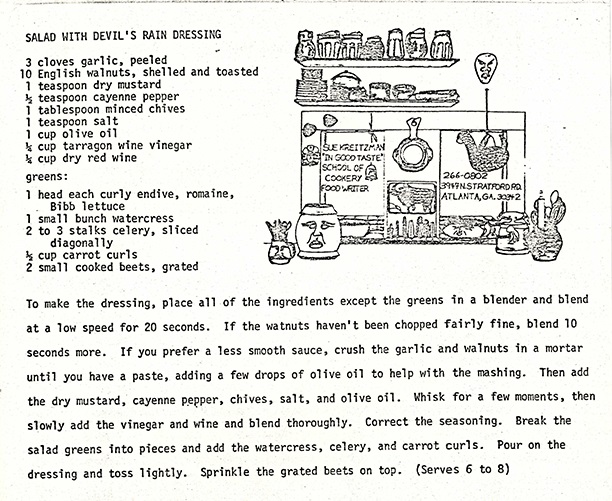 SALAD WITH DEVIL'S RAIN DRESSING
3 cloves garlic, peeled
10 English walnuts, shelled and toasted
1 teaspoon dry mustard
½ teaspoon cayenne pepper
1 tablespoon minced chives
1 teaspoon salt
1 cup olive oil
¼ cup tarragon wine vinegar
¼ cup dry red wine
greens:
1 head each curly endive, romaine,
Bibb lettuce
1 small bunch watercress
2 to 3 stalks celery, sliced
diagonally
½ cup carrot curls
2 small cooked beets, grated
SUE KREITZMAN
"IN GOOD TASTE"
SCHOOL OF
COOKERY
FOOD WRITER
266-0802
3947 N. STRATFORD RD.
ATLANTA, GA. 30342
To make the dressing, place all of the ingredients except the greens in a blender and blend
at a low speed for 20 seconds. If the watnuts haven't been chopped fairly fine, blend 10
seconds more. If you prefer a less smooth sauce, crush the garlic and walnuts in a mortar
until you have a paste, adding a few drops of olive oil to help with the mashing. Then add
the dry mustard, cayenne pepper, chives, salt, and olive oil. Whisk for a few moments, then
slowly add the vinegar and wine and blend thoroughly. Correct the seasoning. Break the
salad greens into pieces and add the watercress, celery, and carrot curls. Pour on the
dressing and toss lightly. Sprinkle the grated beets on top. (Serves 6 to 8)